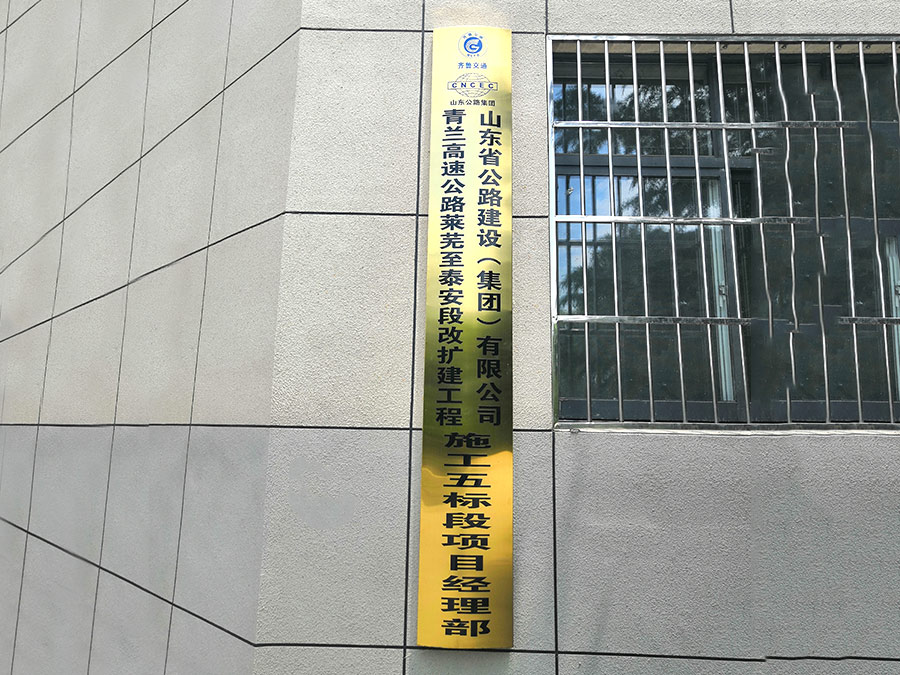 齐鲁交通
CNCEC
山东公路集团
山东省公路建设（集团）有限公司
青兰高速公路莱芜至泰安段改扩建工程
施工五标段项目经理部